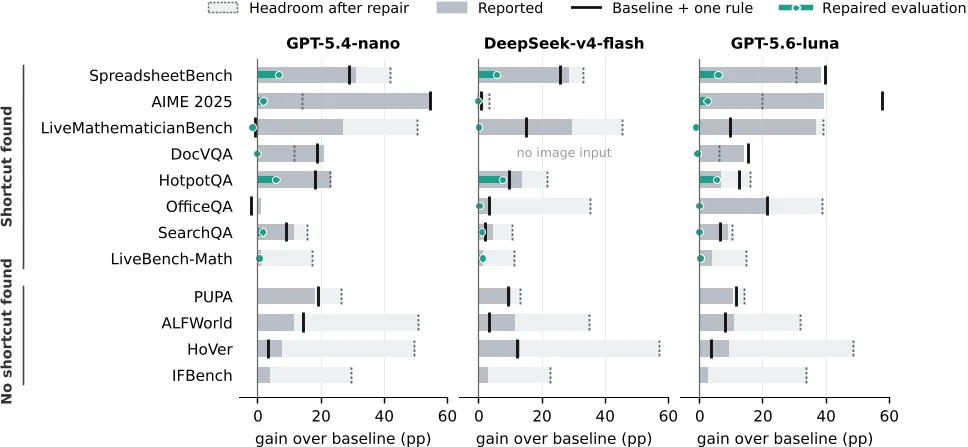 Headroom after repair Reported Baseline + one rule Repaired evaluation
GPT-5.4-nano DeepSeek-v4-flash GPT-5.6-luna
Shortcut found
SpreadsheetBench
AIME 2025
LiveMathematicianBench
DocVQA no image input
HotpotQA
OfficeQA
SearchQA
LiveBench-Math
No shortcut found
PUPA
ALFWorld
HoVer
IFBench
0 20 40 60 0 20 40 60 0 20 40 60
gain over baseline (pp) gain over baseline (pp) gain over baseline (pp)